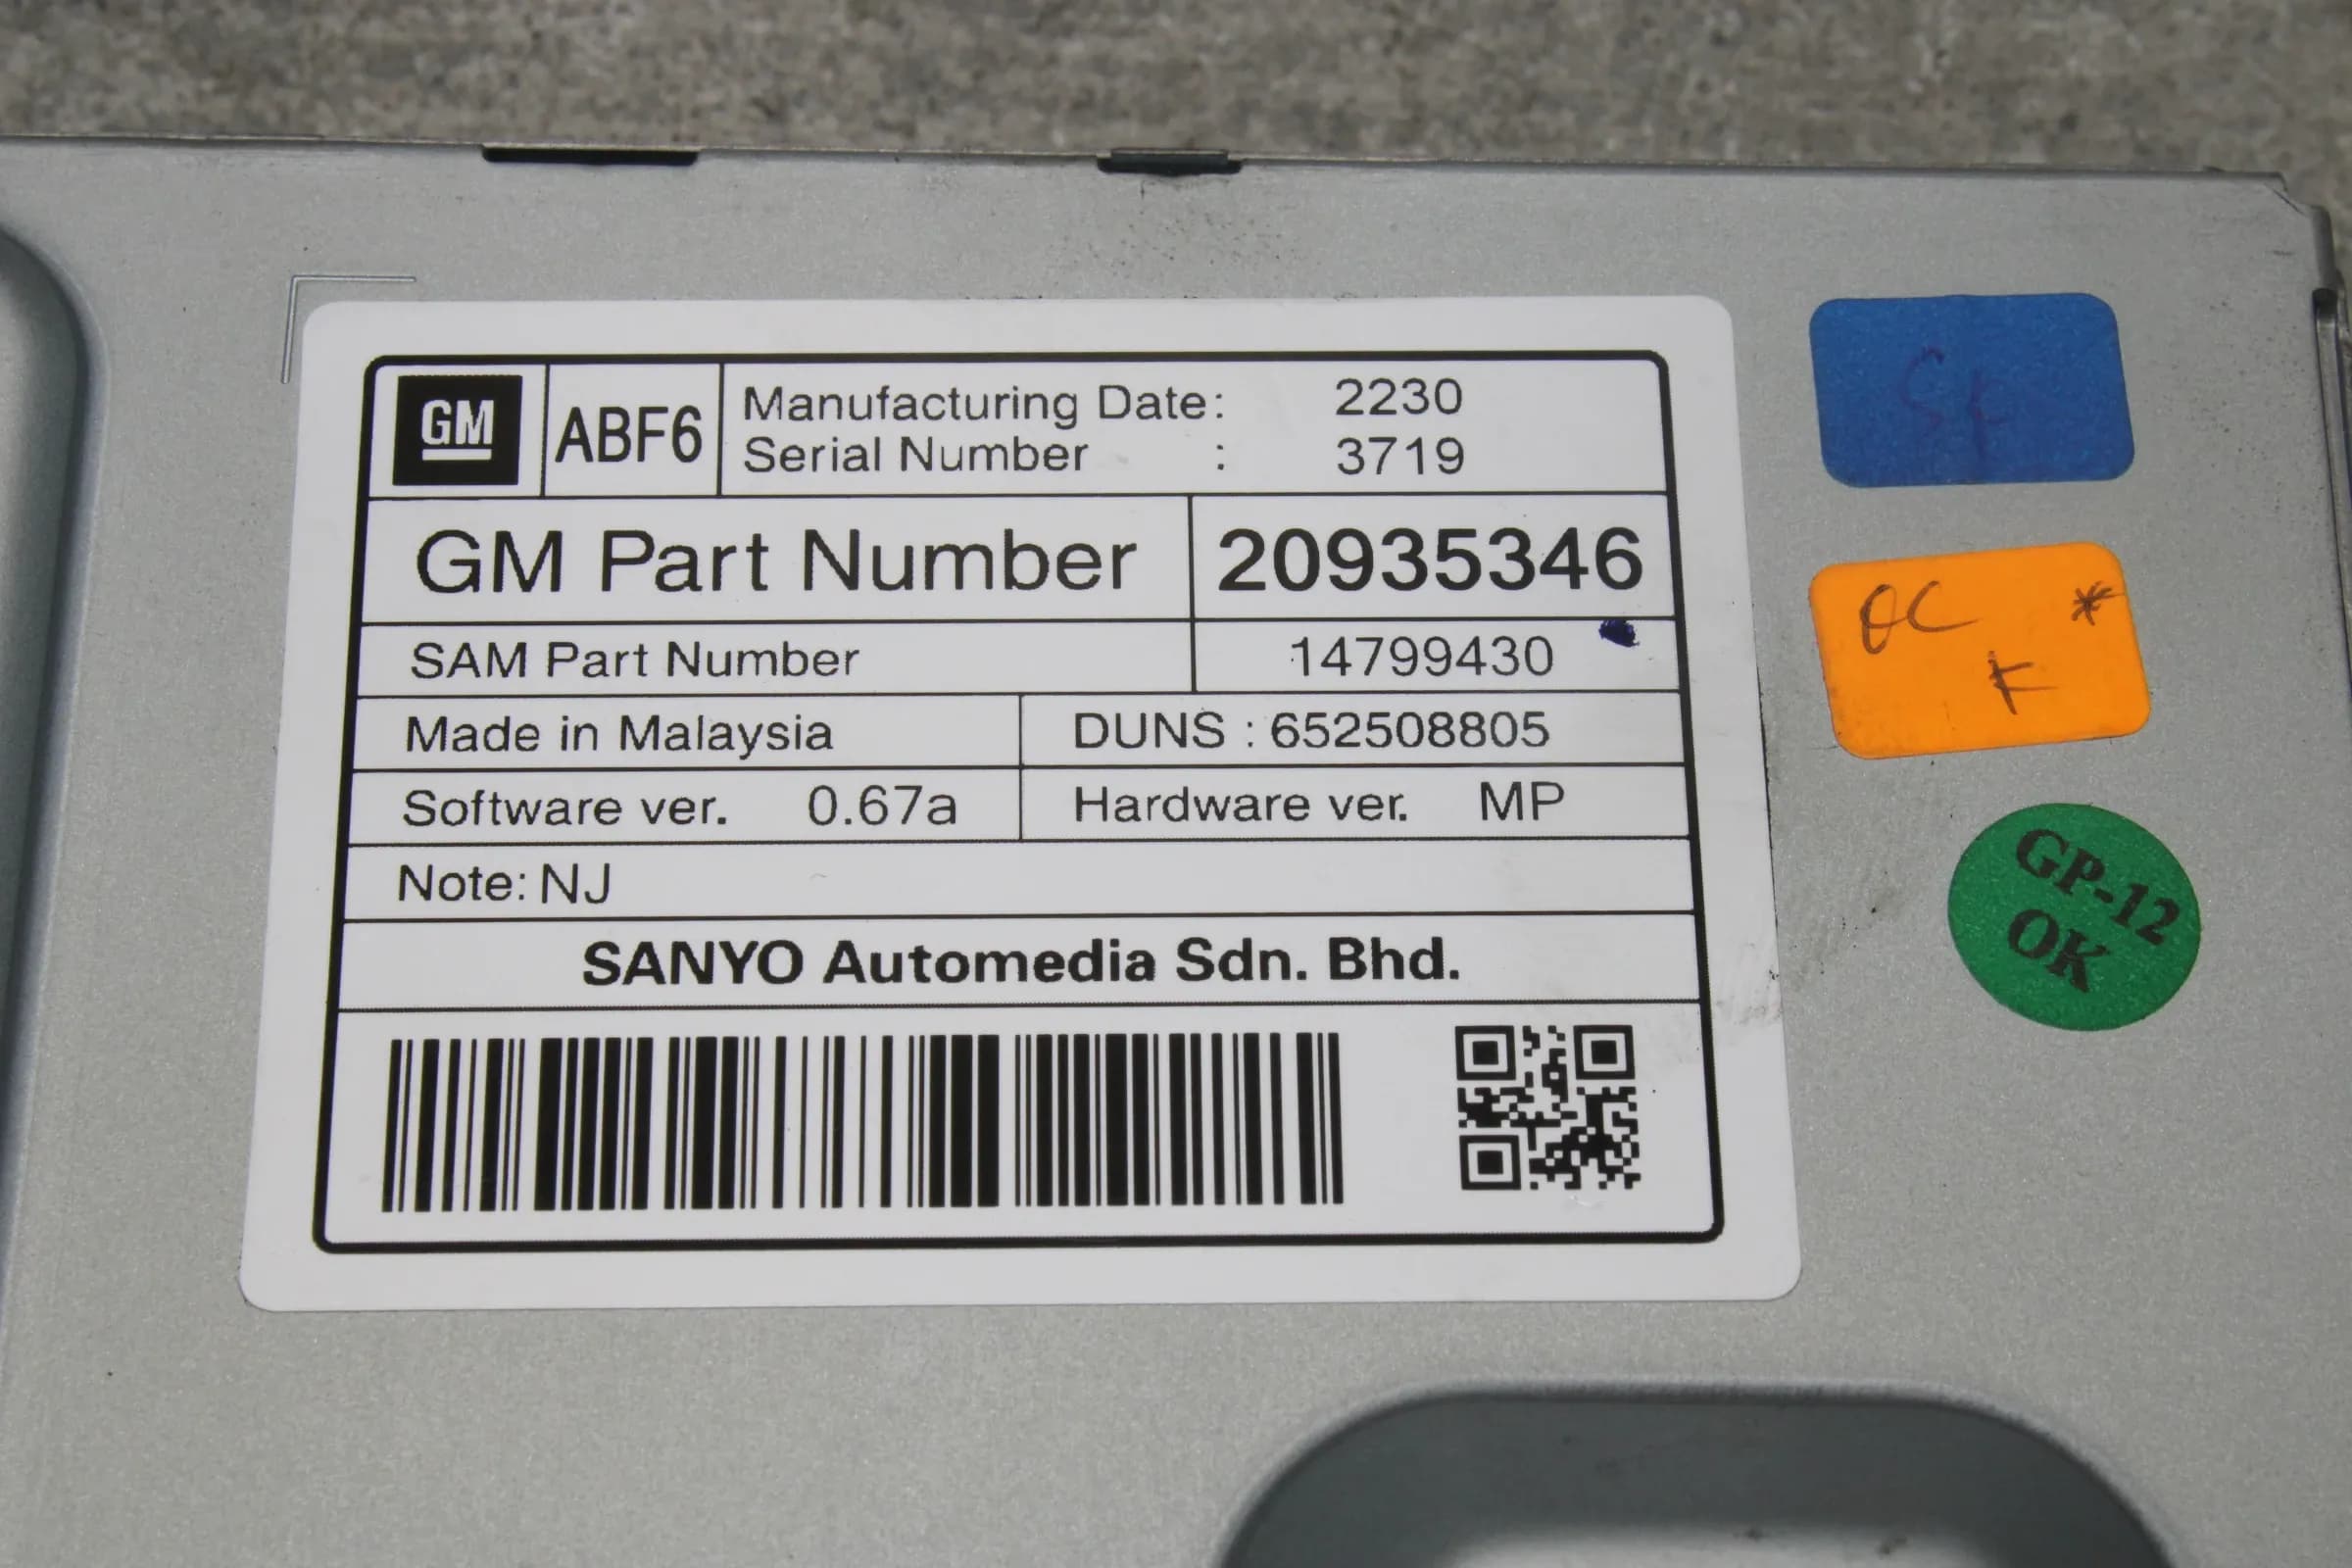 GM
ABF6
Manufacturing Date: 2230
Serial Number : 3719
GM Part Number 20935346
SAM Part Number 14799430
Made in Malaysia
DUNS : 652508805
Software ver. 0.67a
Hardware ver. MP
Note: NJ
SANYO Automedia Sdn. Bhd.
GP-12
OK